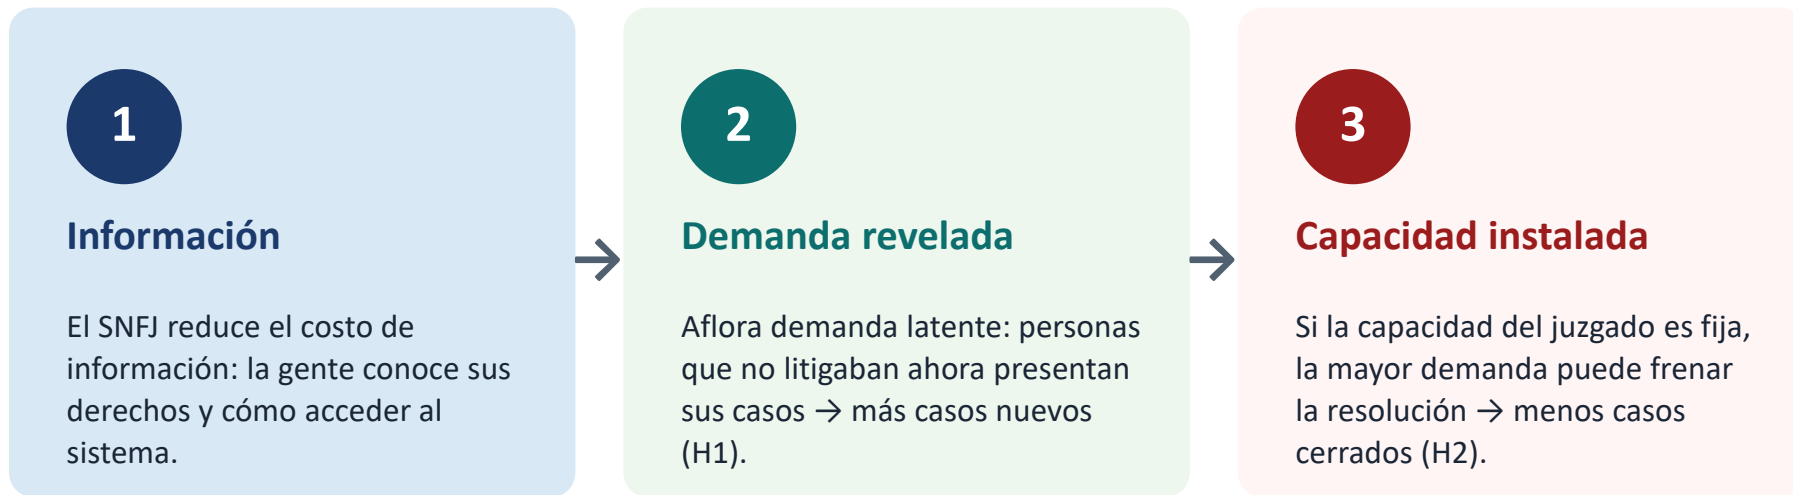 1
Información
El SNFJ reduce el costo de
información: la gente conoce sus
derechos y cómo acceder al
sistema.
→
2
Demanda revelada
Aflora demanda latente: personas
que no litigaban ahora presentan
sus casos → más casos nuevos
(H1).
→
3
Capacidad instalada
Si la capacidad del juzgado es fija,
la mayor demanda puede frenar
la resolución → menos casos
cerrados (H2).